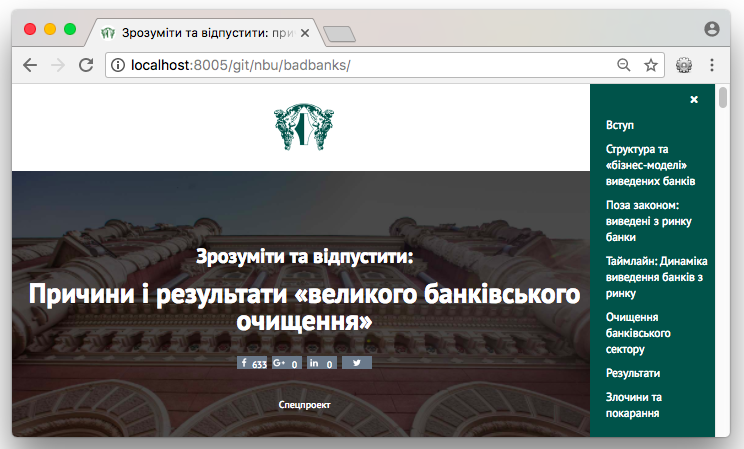 Зрозуміти та відпустити: при
localhost:8005/git/nbu/badbanks/
Зрозуміти та відпустити:
Причини і результати «великого банківського
очищення»
f 633 G+ 0 in 0
Спецпроект
×
Вступ
Структура та
«бізнес-моделі»
виведених банків
Поза законом:
виведені з ринку
банки
Таймлайн: Динаміка
виведення банків з
ринку
Очищення
банківського
сектору
Результати
Злочини та
покарання